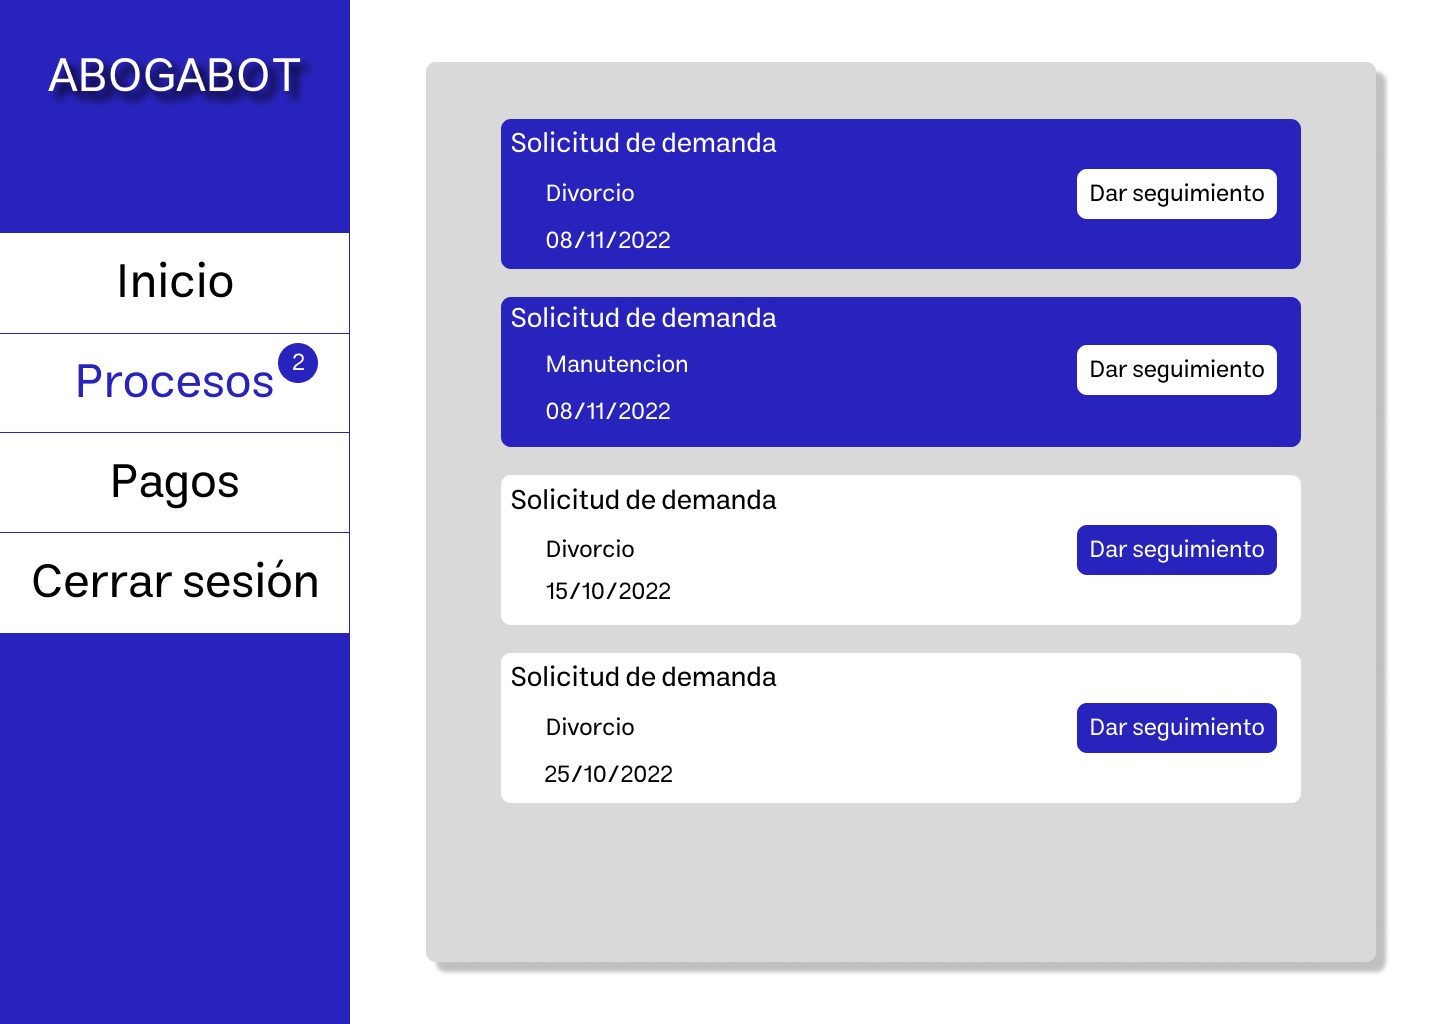 ABOGABOT
Inicio
Procesos 2
Pagos
Cerrar sesión
Solicitud de demanda
Divorcio
Dar seguimiento
08/11/2022
Solicitud de demanda
Manutencion
Dar seguimiento
08/11/2022
Solicitud de demanda
Divorcio
Dar seguimiento
15/10/2022
Solicitud de demanda
Divorcio
Dar seguimiento
25/10/2022